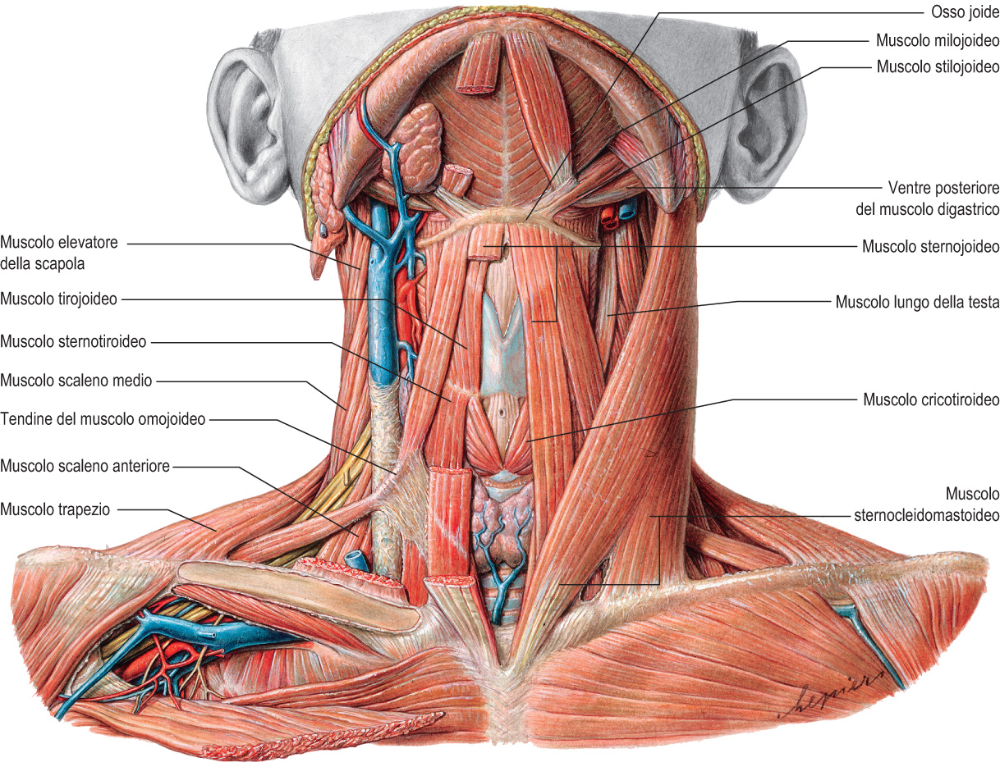 Osso joide
Muscolo milojoideo
Muscolo stilojoideo
Ventre posteriore
del muscolo digastrico
Muscolo sternojoideo
Muscolo lungo della testa
Muscolo cricotiroideo
Muscolo
sternocleidomastoideo
Muscolo elevatore
della scapola
Muscolo tirojoideo
Muscolo sternotiroideo
Muscolo scaleno medio
Tendine del muscolo omojoideo
Muscolo scaleno anteriore
Muscolo trapezio